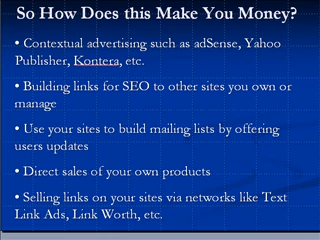 So How Does this Make You Money?
• Contextual advertising such as adSense, Yahoo
Publisher, Kontera, etc.
• Building links for SEO to other sites you own or
manage
• Use your sites to build mailing lists by offering
users updates
• Direct sales of your own products
• Selling links on your sites via networks like Text
Link Ads, Link Worth, etc.